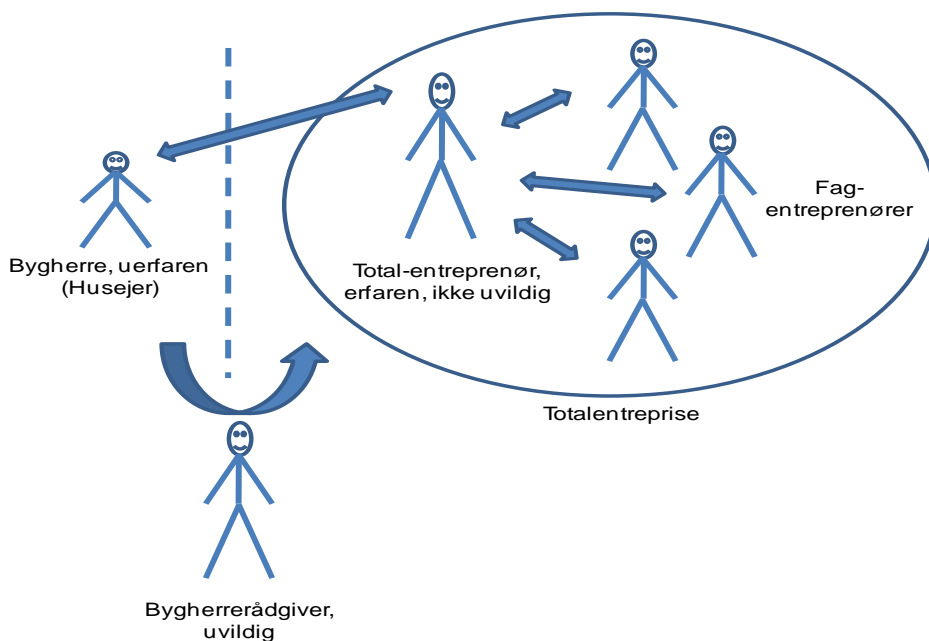 Fag-
entreprenører
Bygherre, uerfaren
(Husejer)
Total-entreprenør,
erfaren, ikke uvildig
Totalentreprise
Bygherrerådgiver,
uvildig